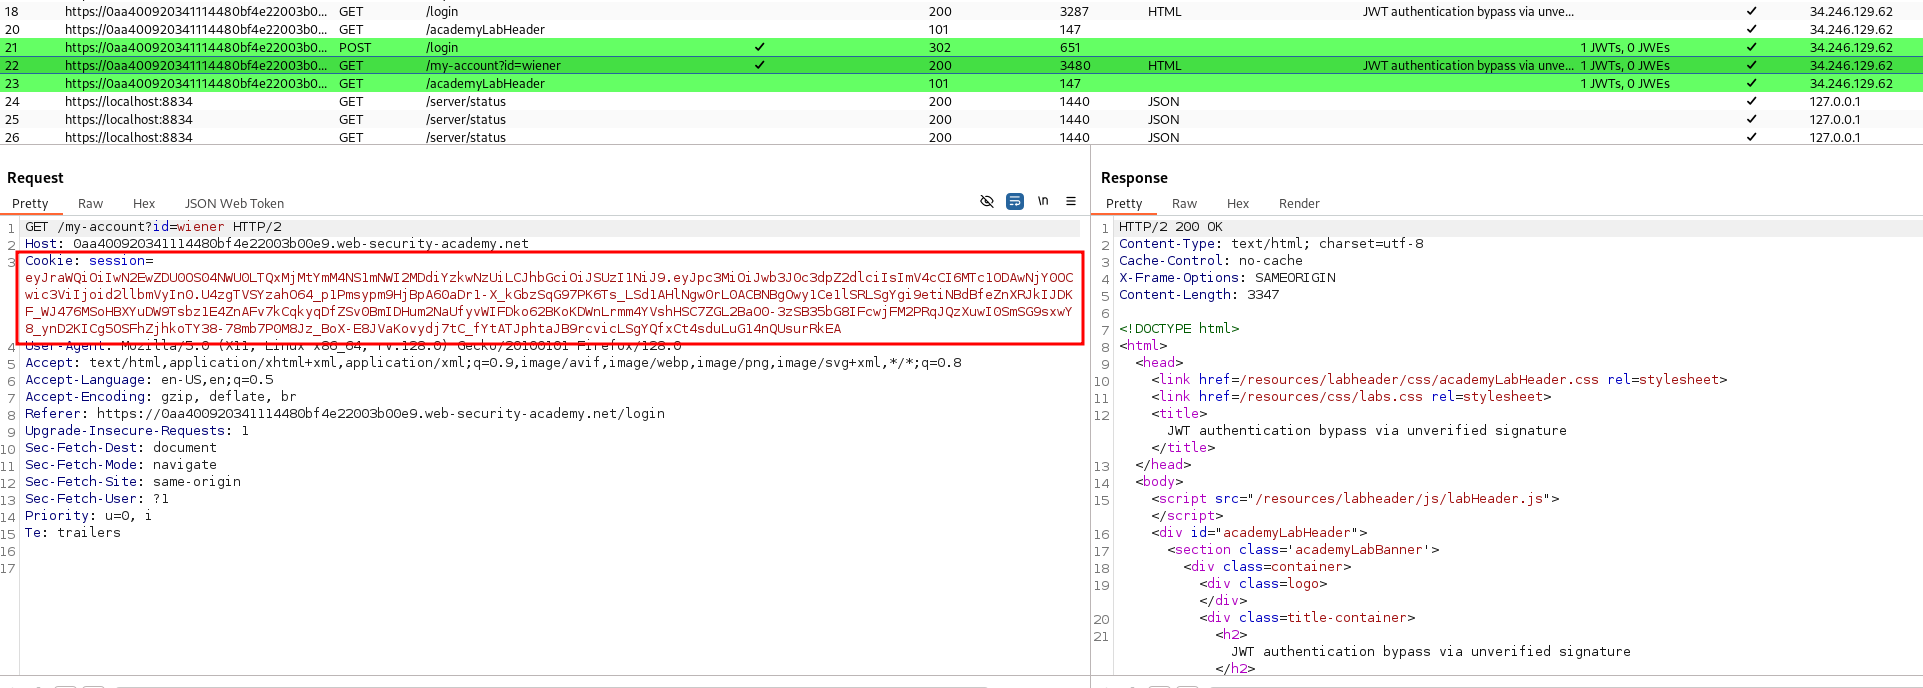 18 https://0aa400920341114480bf4e22003b0... GET /login 200 3287 HTML JWT authentication bypass via unve... ✓ 34.246.129.62
20 https://0aa400920341114480bf4e22003b0... GET /academyLabHeader 101 147 ✓ 34.246.129.62
21 https://0aa400920341114480bf4e22003b0... POST /login ✓ 302 651 1 JWTs, 0 JWEs ✓ 34.246.129.62
22 https://0aa400920341114480bf4e22003b0... GET /my-account?id=wiener ✓ 200 3480 HTML JWT authentication bypass via unve... 1 JWTs, 0 JWEs ✓ 34.246.129.62
23 https://0aa400920341114480bf4e22003b0... GET /academyLabHeader 101 147 1 JWTs, 0 JWEs ✓ 34.246.129.62
24 https://localhost:8834 GET /server/status 200 1440 JSON ✓ 127.0.0.1
25 https://localhost:8834 GET /server/status 200 1440 JSON ✓ 127.0.0.1
26 https://localhost:8834 GET /server/status 200 1440 JSON ✓ 127.0.0.1
Request
Pretty Raw Hex JSON Web Token \n
1 GET /my-account?id=wiener HTTP/2
2 Host: 0aa400920341114480bf4e22003b00e9.web-security-academy.net
3 Cookie: session=
4 User-Agent: Mozilla/5.0 (X11; Linux x86_64; rv:128.0) Gecko/20100101 Firefox/128.0
5 Accept: text/html,application/xhtml+xml,application/xml;q=0.9,image/avif,image/webp,image/png,image/svg+xml,*/*;q=0.8
6 Accept-Language: en-US,en;q=0.5
7 Accept-Encoding: gzip, deflate, br
8 Referer: https://0aa400920341114480bf4e22003b00e9.web-security-academy.net/login
9 Upgrade-Insecure-Requests: 1
10 Sec-Fetch-Dest: document
11 Sec-Fetch-Mode: navigate
12 Sec-Fetch-Site: same-origin
13 Sec-Fetch-User: ?1
14 Priority: u=0, i
15 Te: trailers
16
17
Response
Pretty Raw Hex Render
1 HTTP/2 200 OK
2 Content-Type: text/html; charset=utf-8
3 Cache-Control: no-cache
4 X-Frame-Options: SAMEORIGIN
5 Content-Length: 3347
6
7 <!DOCTYPE html>
8 <html>
9 <head>
10 <link href=/resources/labheader/css/academyLabHeader.css rel=stylesheet>
11 <link href=/resources/css/labs.css rel=stylesheet>
12 <title>
JWT authentication bypass via unverified signature
</title>
13 </head>
14 <body>
15 <script src="/resources/labheader/js/labHeader.js">
</script>
16 <div id="academyLabHeader">
17 <section class='academyLabBanner'>
18 <div class=container>
19 <div class=logo>
</div>
20 <div class=title-container>
21 <h2>
JWT authentication bypass via unverified signature
</h2>